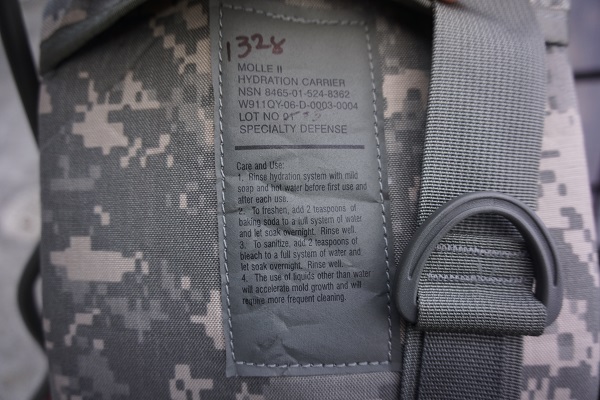 1328
MOLLE II
HYDRATION CARRIER
NSN 8465-01-524-8362
W911QY-06-D-0003-0004
LOT NO 01
SPECIALTY DEFENSE
Care and Use:
1. Rinse hydration system with mild
soap and hot water before first use and
after each use.
2. To freshen, add 2 teaspoons of
baking soda to a full system of water
and let soak overnight. Rinse well.
3. To sanitize, add 2 teaspoons of
bleach to a full system of water and
let soak overnight. Rinse well.
4. The use of liquids other than water
will accelerate mold growth and will
require more frequent cleaning.